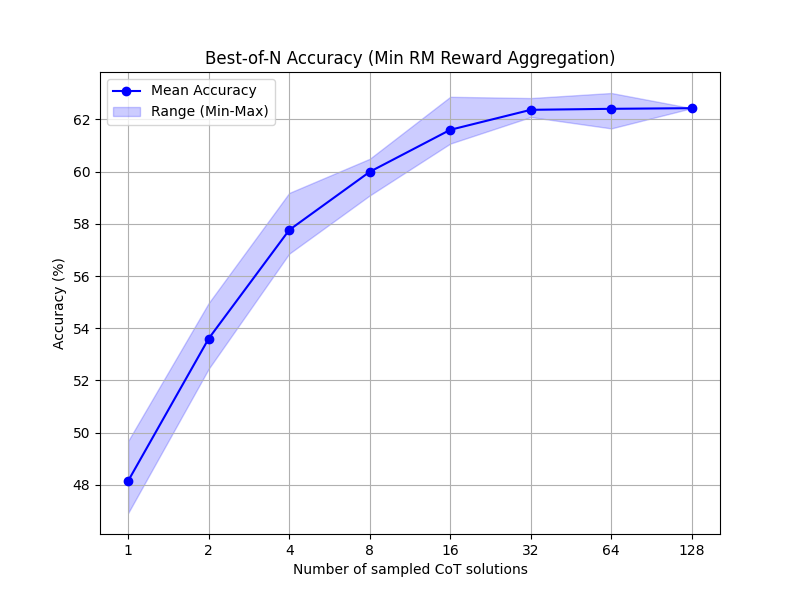 Best-of-N Accuracy (Min RM Reward Aggregation)
Mean Accuracy
Range (Min-Max)
Accuracy (%)
62
60
58
56
54
52
50
48
1 2 4 8 16 32 64 128
Number of sampled CoT solutions